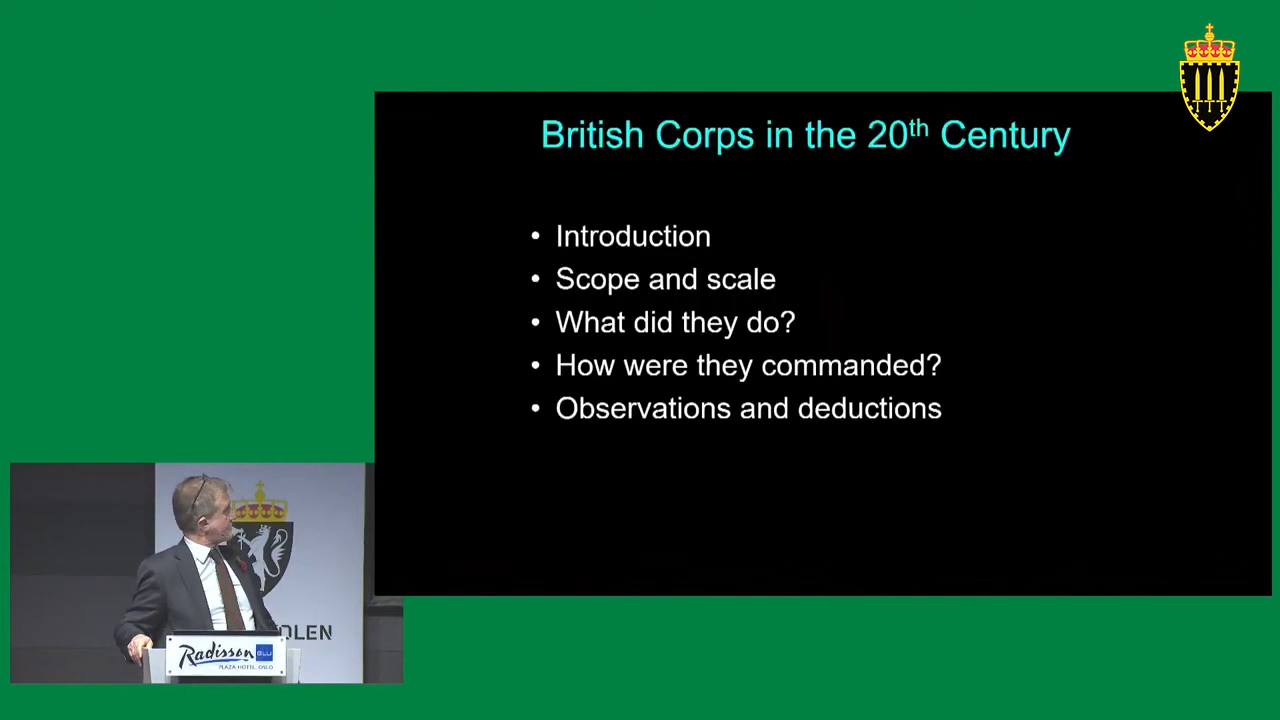 British Corps in the 20th Century
• Introduction
• Scope and scale
• What did they do?
• How were they commanded?
• Observations and deductions
OLEN
Radisson BLU
PLAZA HOTEL, OSLO